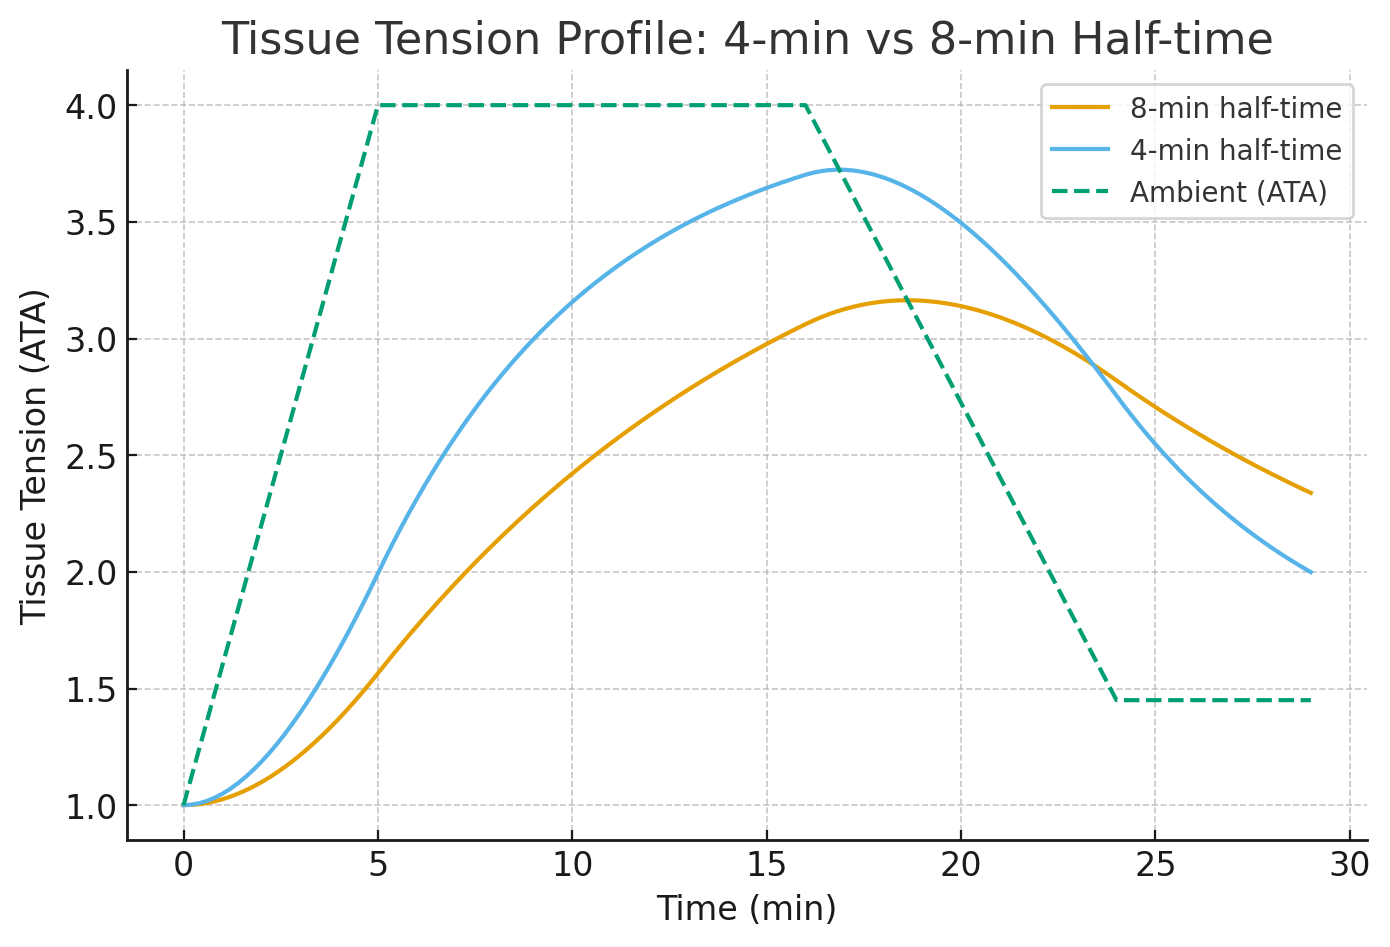 Tissue Tension Profile: 4-min vs 8-min Half-time
8-min half-time
4-min half-time
Ambient (ATA)
Tissue Tension (ATA)
4.0
3.5
3.0
2.5
2.0
1.5
1.0
0 5 10 15 20 25 30
Time (min)